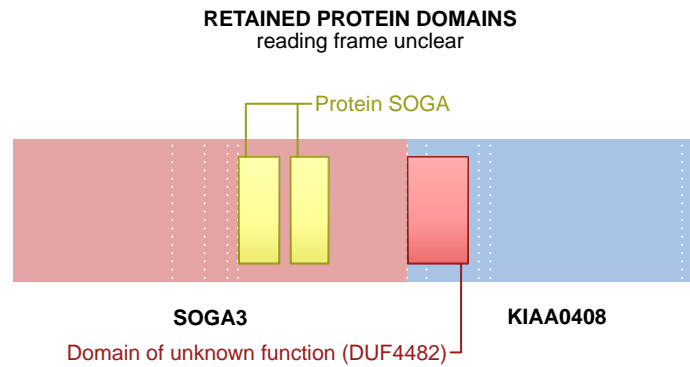 RETAINED PROTEIN DOMAINS
reading frame unclear
Protein SOGA
SOGA3
KIAA0408
Domain of unknown function (DUF4482)